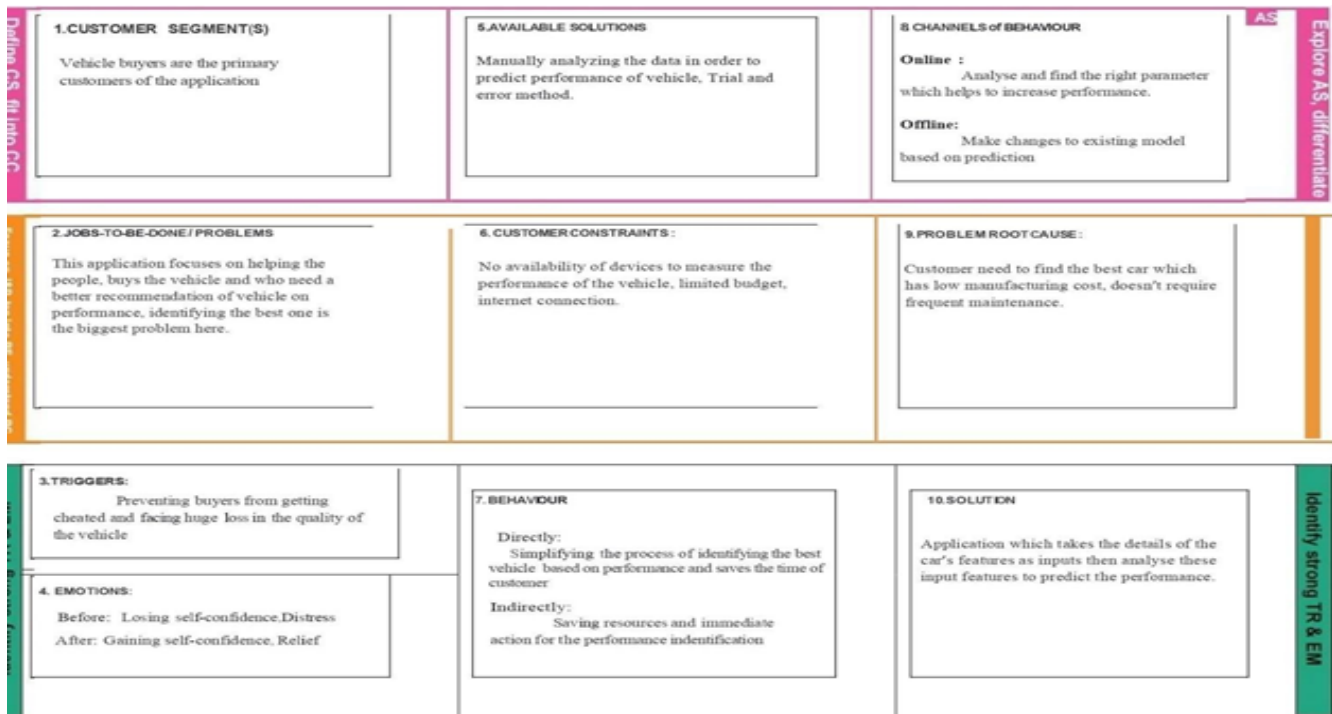 Define CS, fit into CC
1.CUSTOMER SEGMENT(S)
Vehicle buyers are the primary
customers of the application
5.AVAILABLE SOLUTIONS
Manually analyzing the data in order to
predict performance of vehicle, Trial and
error method.
8 CHANNELS of BEHAVIOUR
Online :
Analyse and find the right parameter
which helps to increase performance.
Offline:
Make changes to existing model
based on prediction
AS
Explore AS, differentiate
2.JOBS-TO-BE-DONE / PROBLEMS
This application focuses on helping the
people, buys the vehicle and who need a
better recommendation of vehicle on
performance, identifying the best one is
the biggest problem here.
6. CUSTOMER CONSTRAINTS :
No availability of devices to measure the
performance of the vehicle, limited budget,
internet connection.
9.PROBLEM ROOT CAUSE :
Customer need to find the best car which
has low manufacturing cost, doesn't require
frequent maintenance.
3.TRIGGERS:
Preventing buyers from getting
cheated and facing huge loss in the quality of
the vehicle
4. EMOTIONS:
Before: Losing self-confidence,Distress
After: Gaining self-confidence, Relief
7. BEHAVIOUR
Directly:
Simplifying the process of identifying the best
vehicle based on performance and saves the time of
customer
Indirectly:
Saving resources and immediate
action for the performance indentification
10.SOLUTION
Application which takes the details of the
car's features as inputs then analyse these
input features to predict the performance.
Identify strong TR & EM